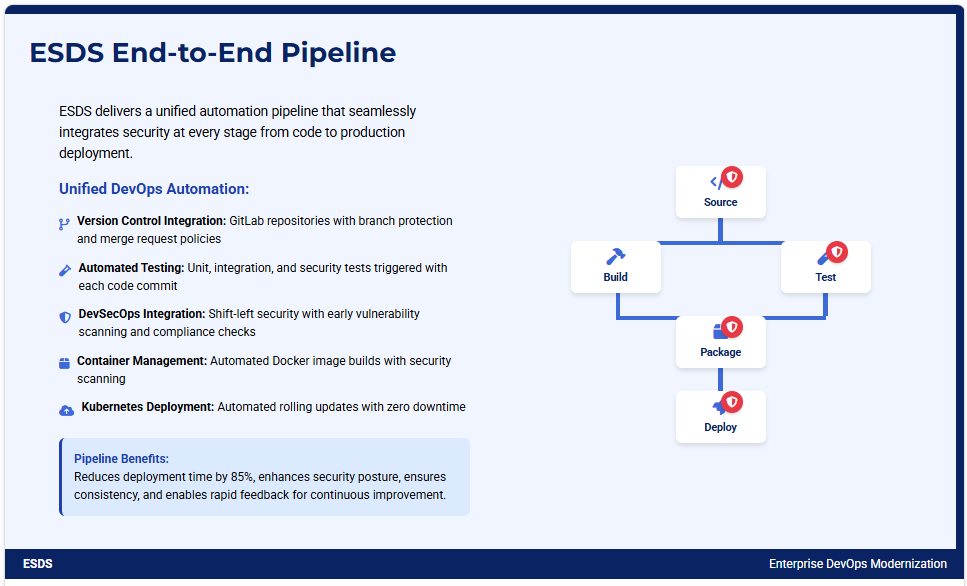 ESDS End-to-End Pipeline
ESDS delivers a unified automation pipeline that seamlessly
integrates security at every stage from code to production
deployment.
Unified DevOps Automation:
Version Control Integration: GitLab repositories with branch protection
and merge request policies
Automated Testing: Unit, integration, and security tests triggered with
each code commit
DevSecOps Integration: Shift-left security with early vulnerability
scanning and compliance checks
Container Management: Automated Docker image builds with security
scanning
Kubernetes Deployment: Automated rolling updates with zero downtime
Pipeline Benefits:
Reduces deployment time by 85%, enhances security posture, ensures
consistency, and enables rapid feedback for continuous improvement.
Source
Build
Test
Package
Deploy
ESDS
Enterprise DevOps Modernization